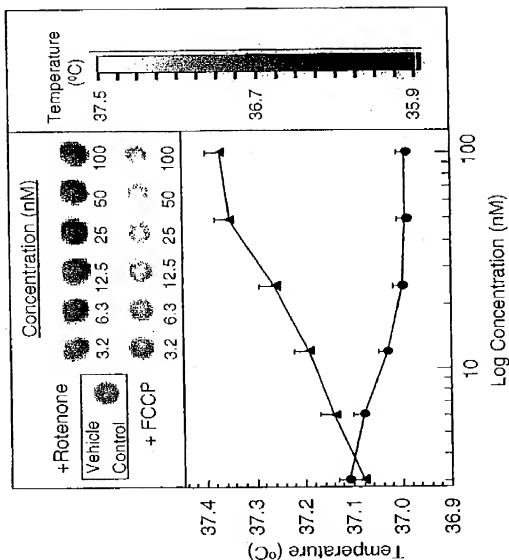 Concentration (nM)
+Rotenone
3.2 6.3 12.5 25 50 100
Vehicle
Control
+ FCCP
3.2 6.3 12.5 25 50 100
Temperature
(ºC)
37.5
36.7
35.9
Temperature (ºC)
37.4
37.3
37.2
37.1
37.0
36.9
10
100
Log Concentration (nM)